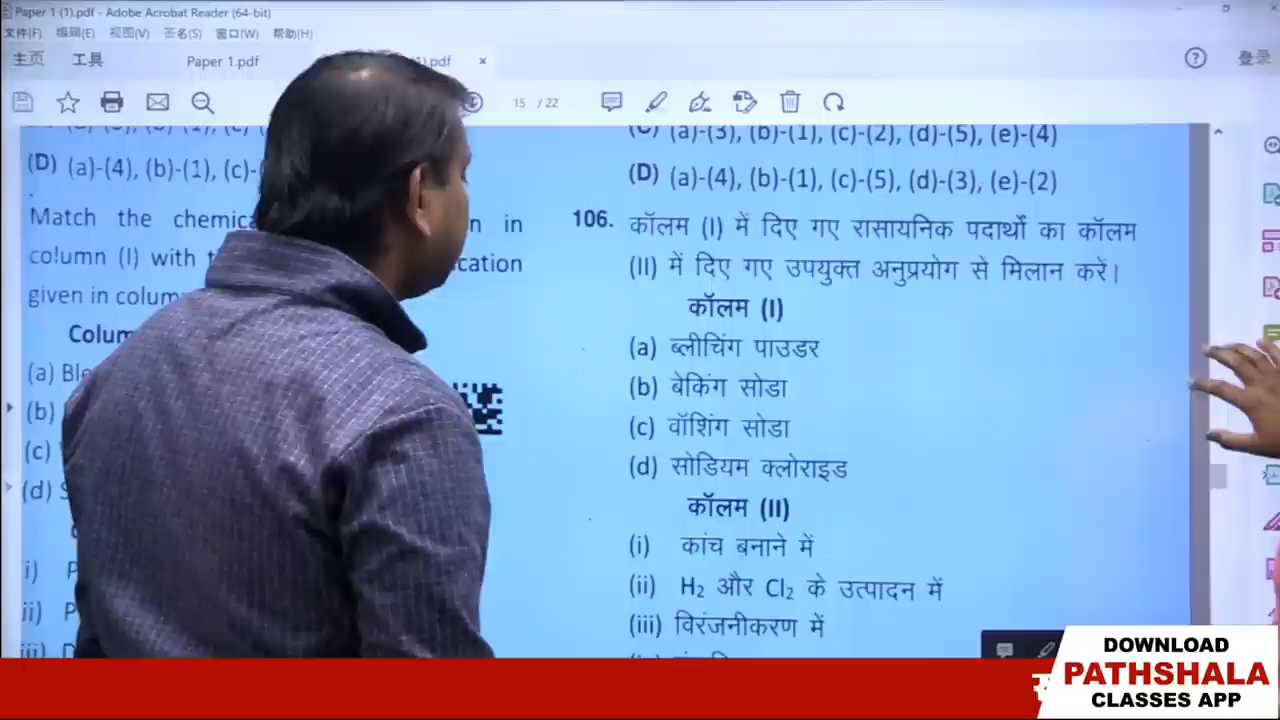 Paper 1 (1).pdf - Adobe Acrobat Reader (64-bit)
文件(F) 编辑(E) 视图(V) 签名(S) 窗口(W) 帮助(H)
主页 工具 Paper 1.pdf (1).pdf × 登录
15 / 22
(D) (a)-(4), (b)-(1), (c)-
Match the in
column (I) with
given in
(a)
(b)
(c)
(d)
(C) (a)-(3), (b)-(1), (c)-(2), (d)-(5), (e)-(4)
(D) (a)-(4), (b)-(1), (c)-(5), (d)-(3), (e)-(2)
106. कॉलम (I) में दिए गए रासायनिक पदार्थो का कॉलम
(II) में दिए गए उपयुक्त अनुप्रयोग से मिलान करें।
कॉलम (I)
(a) ब्लीचिंग पाउडर
(b) बेकिंग सोडा
(c) वॉशिंग सोडा
(d) सोडियम क्लोराइड
कॉलम (II)
(i) कांच बनाने में
(ii) H₂ और Cl₂ के उत्पादन में
(iii) विरंजनीकरण में
DOWNLOAD
PATHSHALA
CLASSES APP